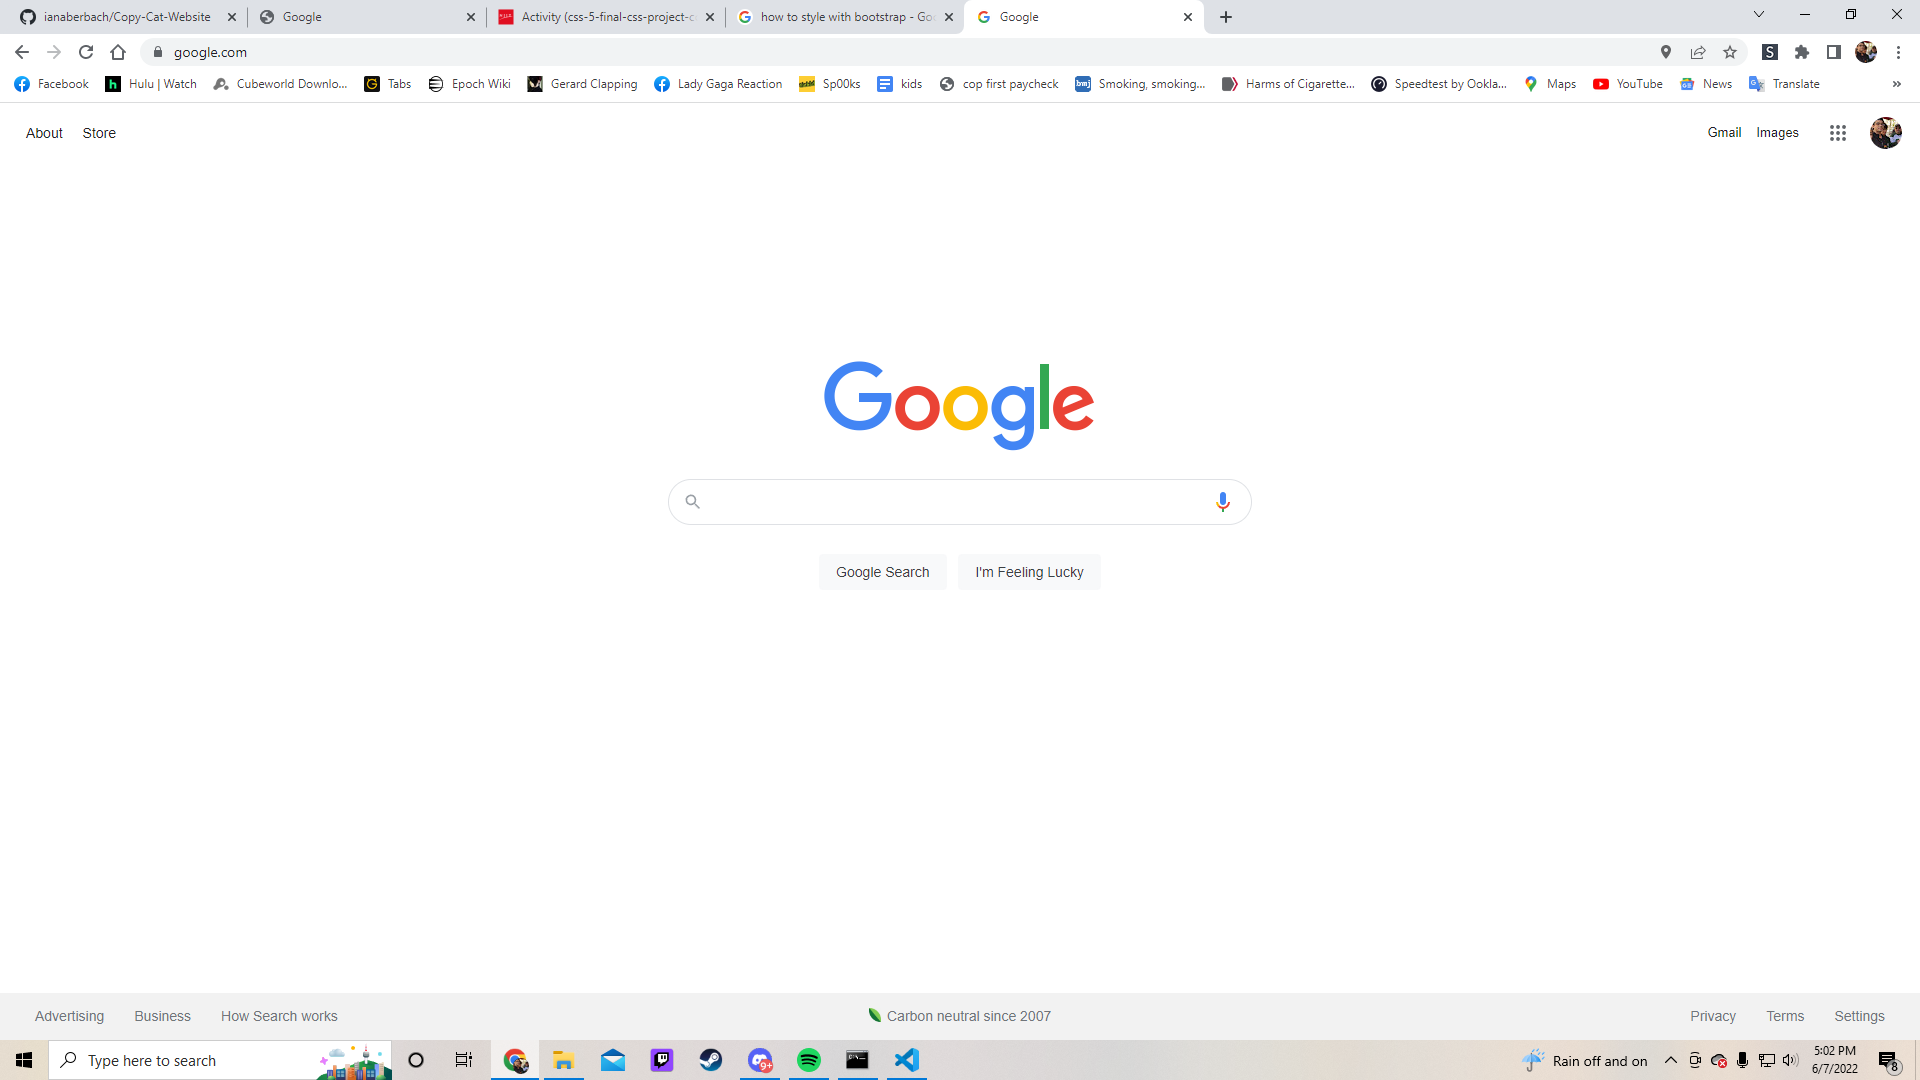 ianaberbach/Copy-Cat-Website
Google
Activity (css-5-final-css-project-c
how to style with bootstrap - Goo
Google
google.com
Facebook
Hulu | Watch
Cubeworld Downlo...
Tabs
Epoch Wiki
Gerard Clapping
Lady Gaga Reaction
Sp00ks
kids
cop first paycheck
Smoking, smoking...
Harms of Cigarette...
Speedtest by Ookla...
Maps
YouTube
News
Translate
»
About
Store
Gmail
Images
Google
Google Search
I'm Feeling Lucky
Advertising
Business
How Search works
Carbon neutral since 2007
Privacy
Terms
Settings
Type here to search
9+
Rain off and on
5:02 PM
6/7/2022
8